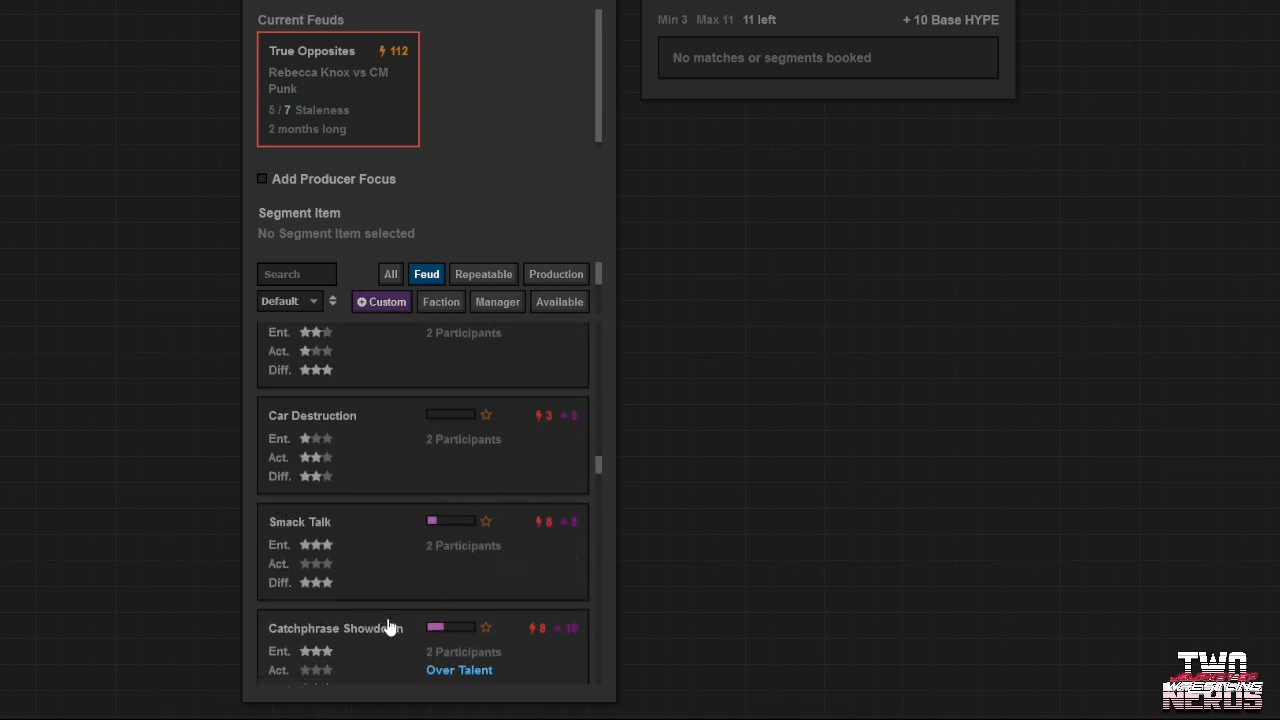 Current Feuds
True Opposites 112
Rebecca Knox vs CM
Punk
5 / 7 Staleness
2 months long
Add Producer Focus
Segment Item
No Segment Item selected
Search All Feud Repeatable Production
Default Custom Faction Manager Available
Ent. 2 Participants
Act.
Diff.
Car Destruction 3 8
Ent. 2 Participants
Act.
Diff.
Smack Talk 8
Ent. 2 Participants
Act.
Diff.
Catchphrase Showdown 8 10
Ent. 2 Participants
Act. Over Talent
Min 3 Max 11 11 left + 10 Base HYPE
No matches or segments booked
TWO
NERDS